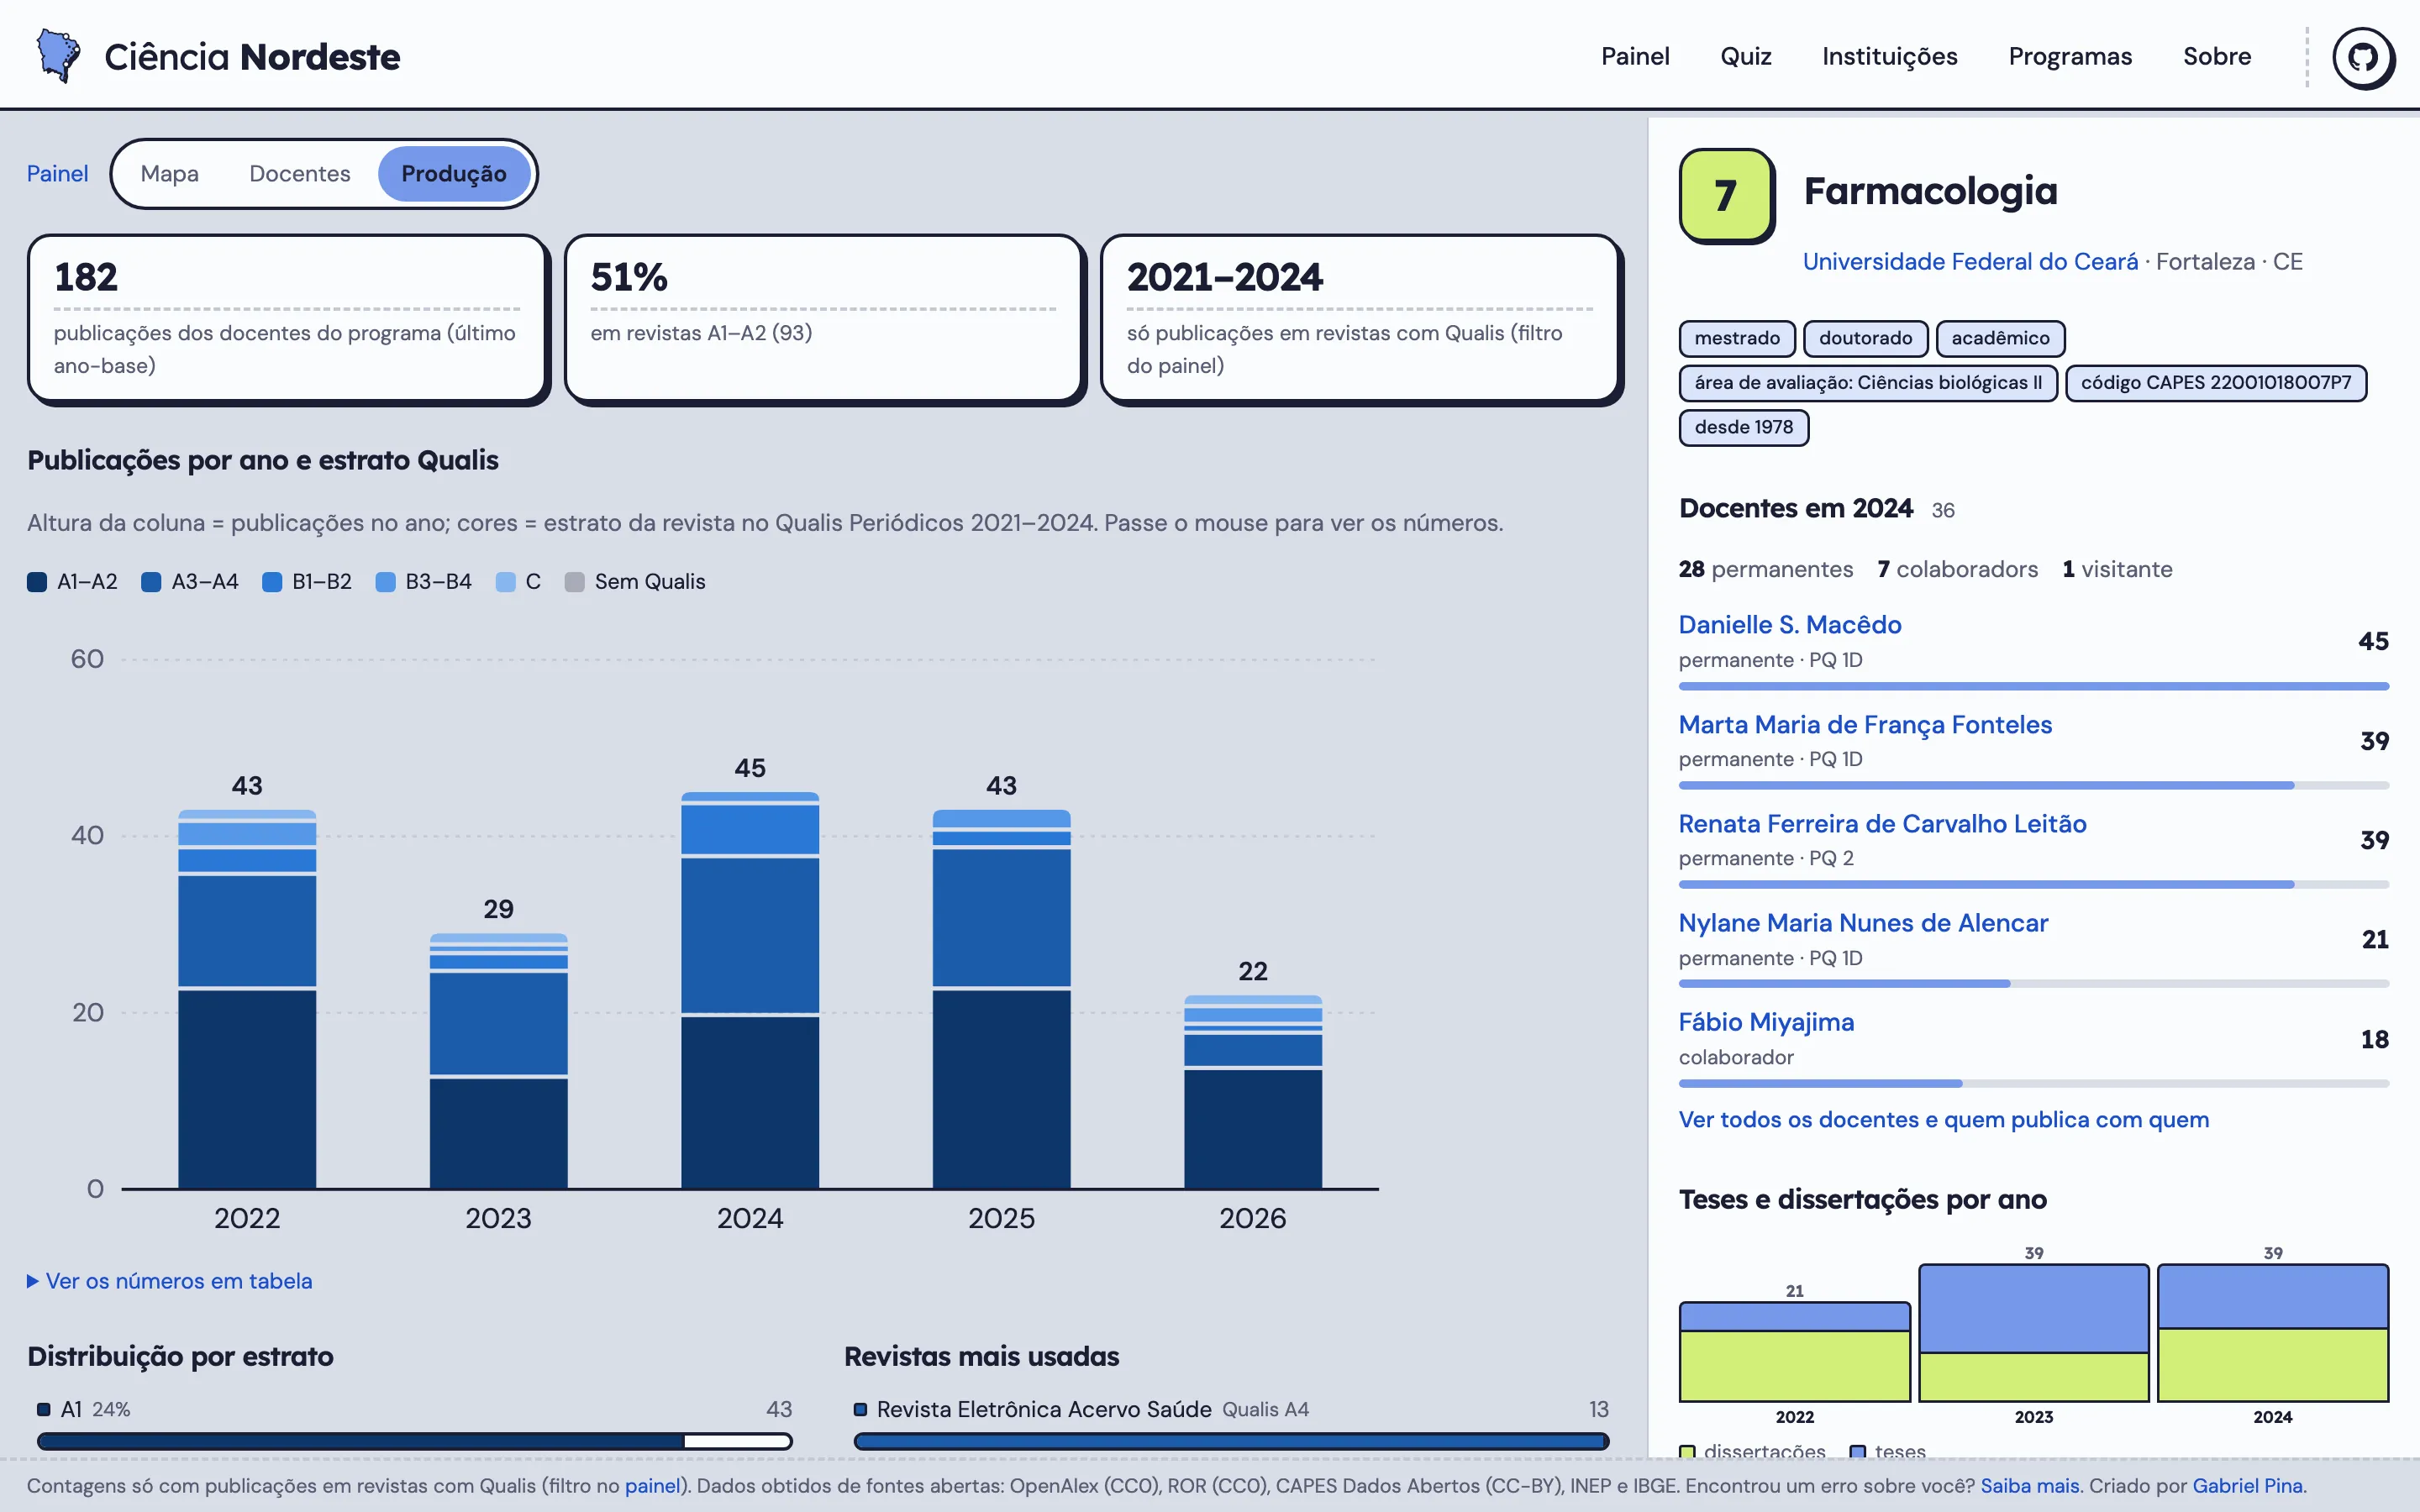 Ciência Nordeste
Painel Quiz Instituições Programas Sobre
Painel Mapa Docentes Produção
182
publicações dos docentes do programa (último
ano-base)
51%
em revistas A1–A2 (93)
2021–2024
só publicações em revistas com Qualis (filtro
do painel)
Publicações por ano e estrato Qualis
Altura da coluna = publicações no ano; cores = estrato da revista no Qualis Periódicos 2021–2024. Passe o mouse para ver os números.
A1–A2 A3–A4 B1–B2 B3–B4 C Sem Qualis
60
40
20
0
43
29
45
43
22
2022 2023 2024 2025 2026
Ver os números em tabela
Distribuição por estrato
A1 24% 43
Revistas mais usadas
Revista Eletrônica Acervo Saúde Qualis A4 13
7
Farmacologia
Universidade Federal do Ceará · Fortaleza · CE
mestrado doutorado acadêmico
área de avaliação: Ciências biológicas II código CAPES 22001018007P7
desde 1978
Docentes em 2024 36
28 permanentes 7 colaboradors 1 visitante
Danielle S. Macêdo
permanente · PQ 1D
45
Marta Maria de França Fonteles
permanente · PQ 1D
39
Renata Ferreira de Carvalho Leitão
permanente · PQ 2
39
Nylane Maria Nunes de Alencar
permanente · PQ 1D
21
Fábio Miyajima
colaborador
18
Ver todos os docentes e quem publica com quem
Teses e dissertações por ano
21 39 39
2022 2023 2024
dissertações teses
Contagens só com publicações em revistas com Qualis (filtro no painel). Dados obtidos de fontes abertas: OpenAlex (CC0), ROR (CC0), CAPES Dados Abertos (CC-BY), INEP e IBGE. Encontrou um erro sobre você? Saiba mais. Criado por Gabriel Pina.